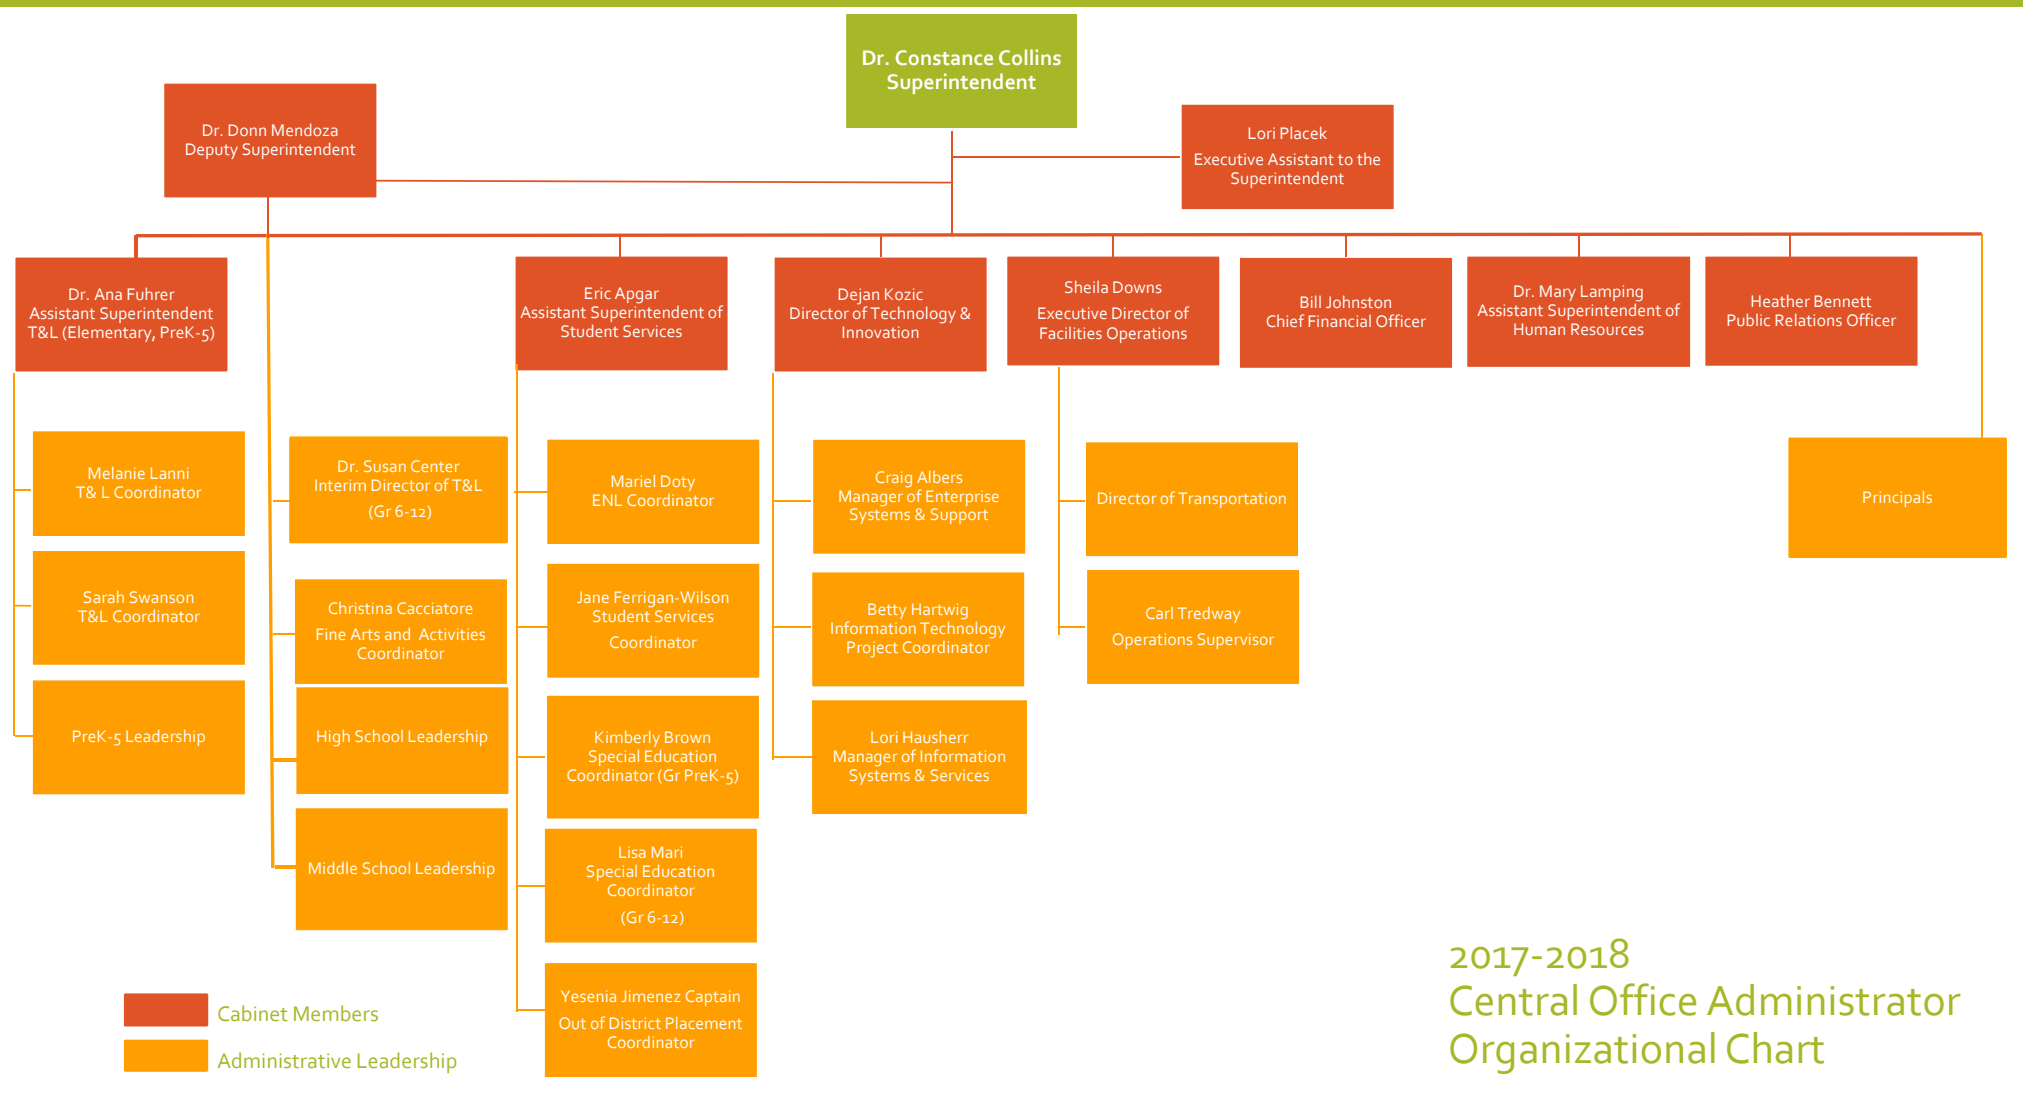 Dr. Constance Collins
Superintendent
Dr. Donn Mendoza
Deputy Superintendent
Lori Placek
Executive Assistant to the
Superintendent
Dr. Ana Fuhrer
Assistant Superintendent
T&L (Elementary, PreK-5)
Eric Apgar
Assistant Superintendent of
Student Services
Dejan Kozic
Director of Technology &
Innovation
Sheila Downs
Executive Director of
Facilities Operations
Bill Johnston
Chief Financial Officer
Dr. Mary Lamping
Assistant Superintendent of
Human Resources
Heather Bennett
Public Relations Officer
Melanie Lanni
T& L Coordinator
Dr. Susan Center
Interim Director of T&L
(Gr 6-12)
Mariel Doty
ENL Coordinator
Craig Albers
Manager of Enterprise
Systems & Support
Director of Transportation
Principals
Sarah Swanson
T&L Coordinator
Christina Cacciatore
Fine Arts and Activities
Coordinator
Jane Ferrigan-Wilson
Student Services
Coordinator
Betty Hartwig
Information Technology
Project Coordinator
Carl Tredway
Operations Supervisor
PreK-5 Leadership
High School Leadership
Kimberly Brown
Special Education
Coordinator (Gr PreK-5)
Lori Hausherr
Manager of Information
Systems & Services
Middle School Leadership
Lisa Mari
Special Education
Coordinator
(Gr 6-12)
Yesenia Jimenez Captain
Out of District Placement
Coordinator
Cabinet Members
Administrative Leadership
2017-2018
Central Office Administrator
Organizational Chart